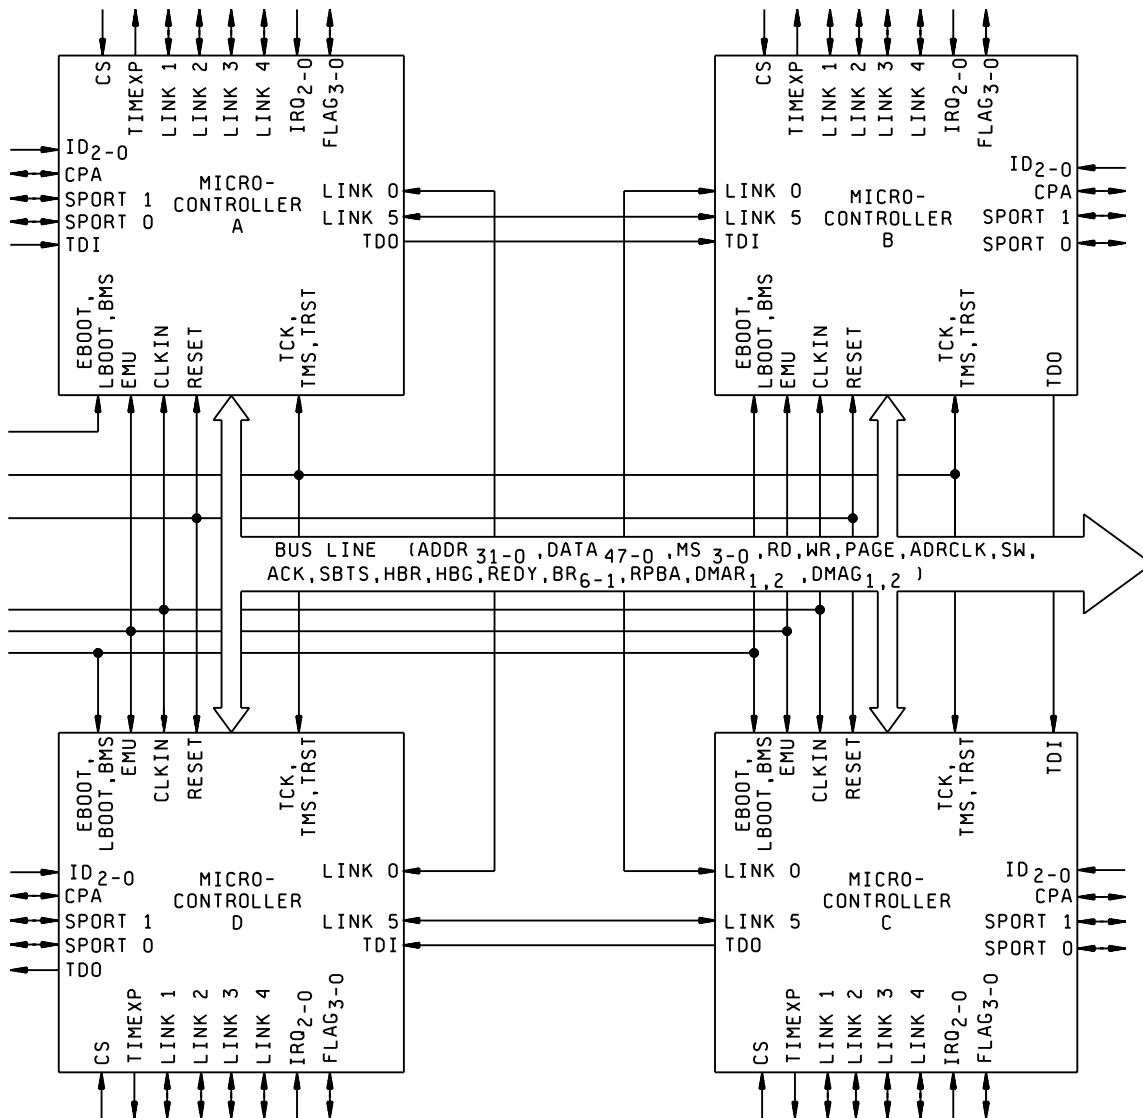 CS
TIMEXP
LINK 1
LINK 2
LINK 3
LINK 4
IRQ2-0
FLAG3-0
ID2-0
CPA
SPORT 1
SPORT 0
TDI
MICRO-
CONTROLLER
A
LINK 0
LINK 5
TDO
EBOOT,
LBOOT,BMS
EMU
CLKIN
RESET
TCK,
TMS,TRST
CS
TIMEXP
LINK 1
LINK 2
LINK 3
LINK 4
IRQ2-0
FLAG3-0
LINK 0
LINK 5
TDI
MICRO-
CONTROLLER
B
ID2-0
CPA
SPORT 1
SPORT 0
EBOOT,
LBOOT,BMS
EMU
CLKIN
RESET
TCK,
TMS,TRST
TDO
BUS LINE (ADDR31-0,DATA47-0,MS3-0,RD,WR,PAGE,ADRCLK,SW,
ACK,SBTS,HBR,HBG,REDY,BR6-1,RPBA,DMAR1,2,DMAG1,2)
EBOOT,
LBOOT,BMS
EMU
CLKIN
RESET
TCK,
TMS,TRST
ID2-0
CPA
SPORT 1
SPORT 0
TDO
MICRO-
CONTROLLER
D
LINK 0
LINK 5
TDI
CS
TIMEXP
LINK 1
LINK 2
LINK 3
LINK 4
IRQ2-0
FLAG3-0
EBOOT,
LBOOT,BMS
EMU
CLKIN
RESET
TCK,
TMS,TRST
TDI
LINK 0
LINK 5
TDO
MICRO-
CONTROLLER
C
ID2-0
CPA
SPORT 1
SPORT 0
CS
TIMEXP
LINK 1
LINK 2
LINK 3
LINK 4
IRQ2-0
FLAG3-0